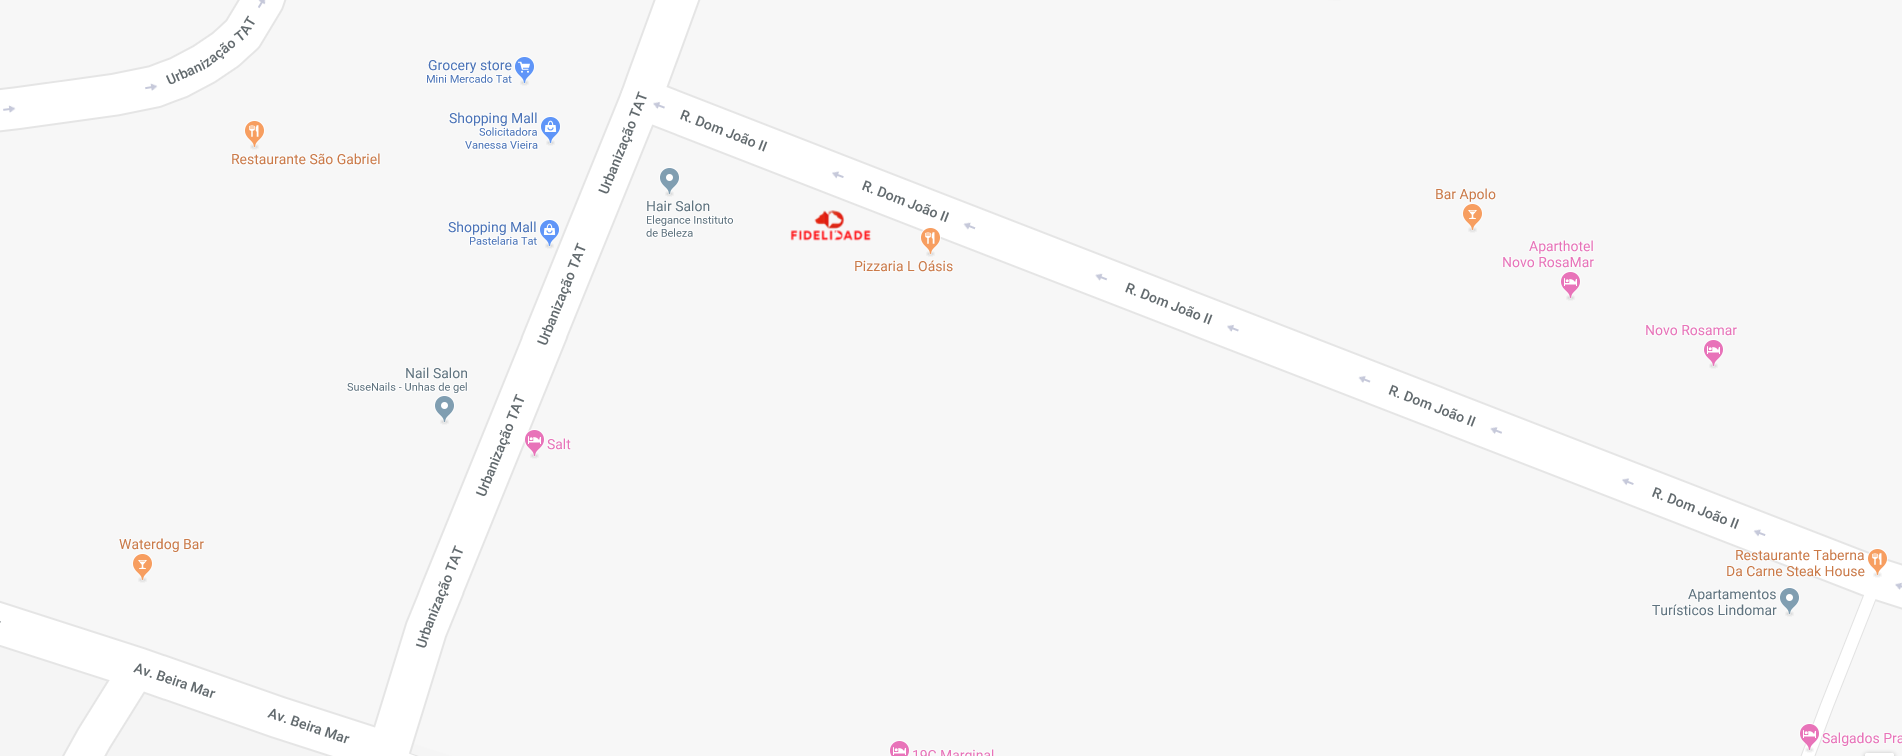 Urbanização TAT
Grocery store
Mini Mercado Tat
Shopping Mall
Solicitadora
Vanessa Vieira
Restaurante São Gabriel
Urbanização TAT
R. Dom João II
R. Dom João II
Hair Salon
Elegance Instituto
de Beleza
FIDELIDADE
Pizzaria L Oásis
Shopping Mall
Pastelaria Tat
Urbanização TAT
Bar Apolo
Aparthotel
Novo RosaMar
R. Dom João II
Novo Rosamar
Nail Salon
SuseNails - Unhas de gel
Urbanização TAT
Salt
R. Dom João II
R. Dom João II
Waterdog Bar
Urbanização TAT
Restaurante Taberna
Da Carne Steak House
Apartamentos
Turísticos Lindomar
Av. Beira Mar
Av. Beira Mar
19C Marginal
Salgados Pra